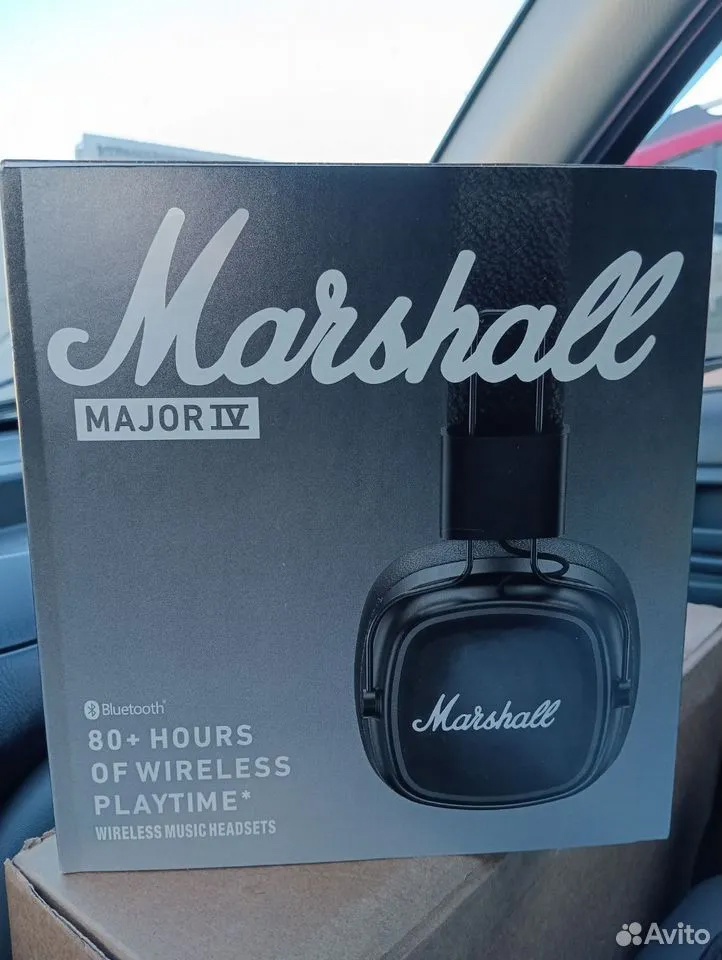 Marshall
MAJOR IV
Bluetooth®
80+ HOURS
OF WIRELESS
PLAYTIME*
WIRELESS MUSIC HEADSETS
Marshall
Avito